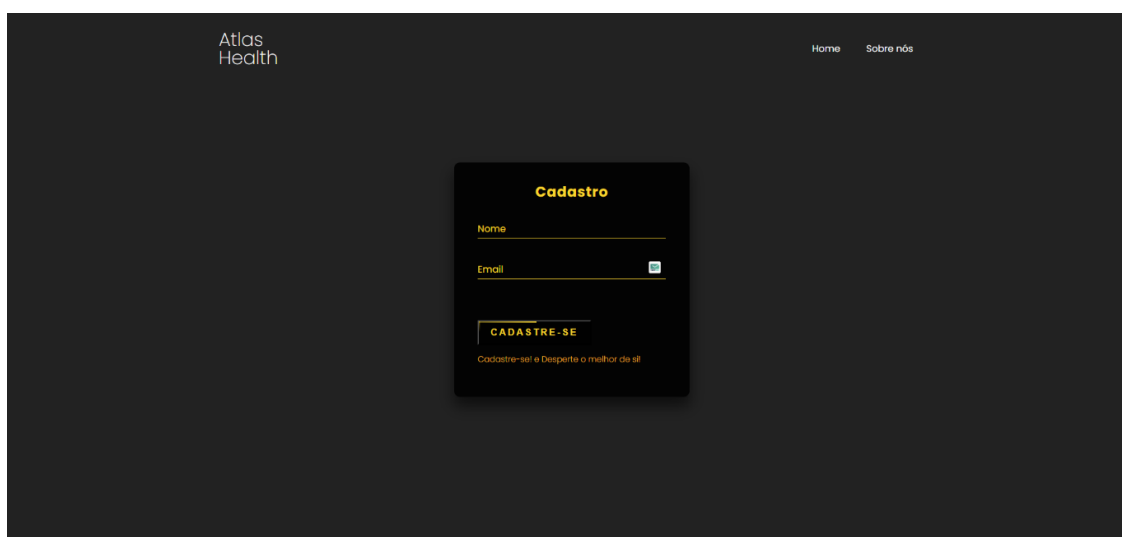 Atlas
Health
Home Sobre nós
Cadastro
Nome
Email
CADASTRE-SE
Cadastre-se! e Desperte o melhor de si!